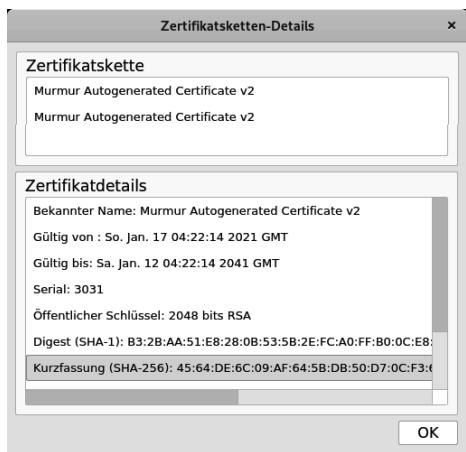 Zertifikatsketten-Details ×
Zertifikatskette
Murmur Autogenerated Certificate v2
Murmur Autogenerated Certificate v2
Zertifikatdetails
Bekannter Name: Murmur Autogenerated Certificate v2
Gültig von : So. Jan. 17 04:22:14 2021 GMT
Gültig bis: Sa. Jan. 12 04:22:14 2041 GMT
Serial: 3031
Öffentlicher Schlüssel: 2048 bits RSA
Digest (SHA-1): B3:2B:AA:51:E8:28:0B:53:5B:2E:FC:A0:FF:B0:0C:E8:
Kurzfassung (SHA-256): 45:64:DE:6C:09:AF:64:5B:DB:50:D7:0C:F3:6
OK